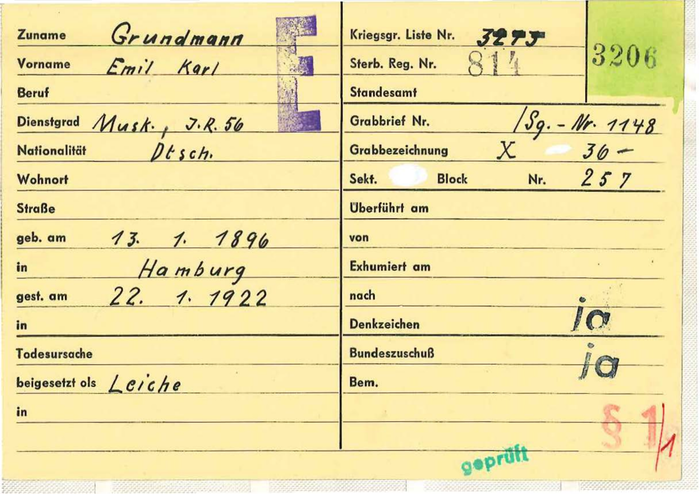 Zuname Grundmann
Vorname Emil Karl
Beruf
Dienstgrad Musk., J.R. 56
Nationalität Dtsch.
Wohnort
Straße
geb. am 13. 1. 1896
in Hamburg
gest. am 22. 1. 1922
in
Todesursache
beigesetzt als Leiche
in
E
Kriegsgr. Liste Nr.
Sterb. Reg. Nr. 814
Standesamt
3206
Grabbrief Nr. /Sg.-Nr. 1148
Grabbezeichnung X 36 –
Sekt. Block Nr. 257
Überführt am
von
Exhumiert am
nach
Denkzeichen ja
Bundeszuschuß ja
Bem.
§ 1/1
geprüft